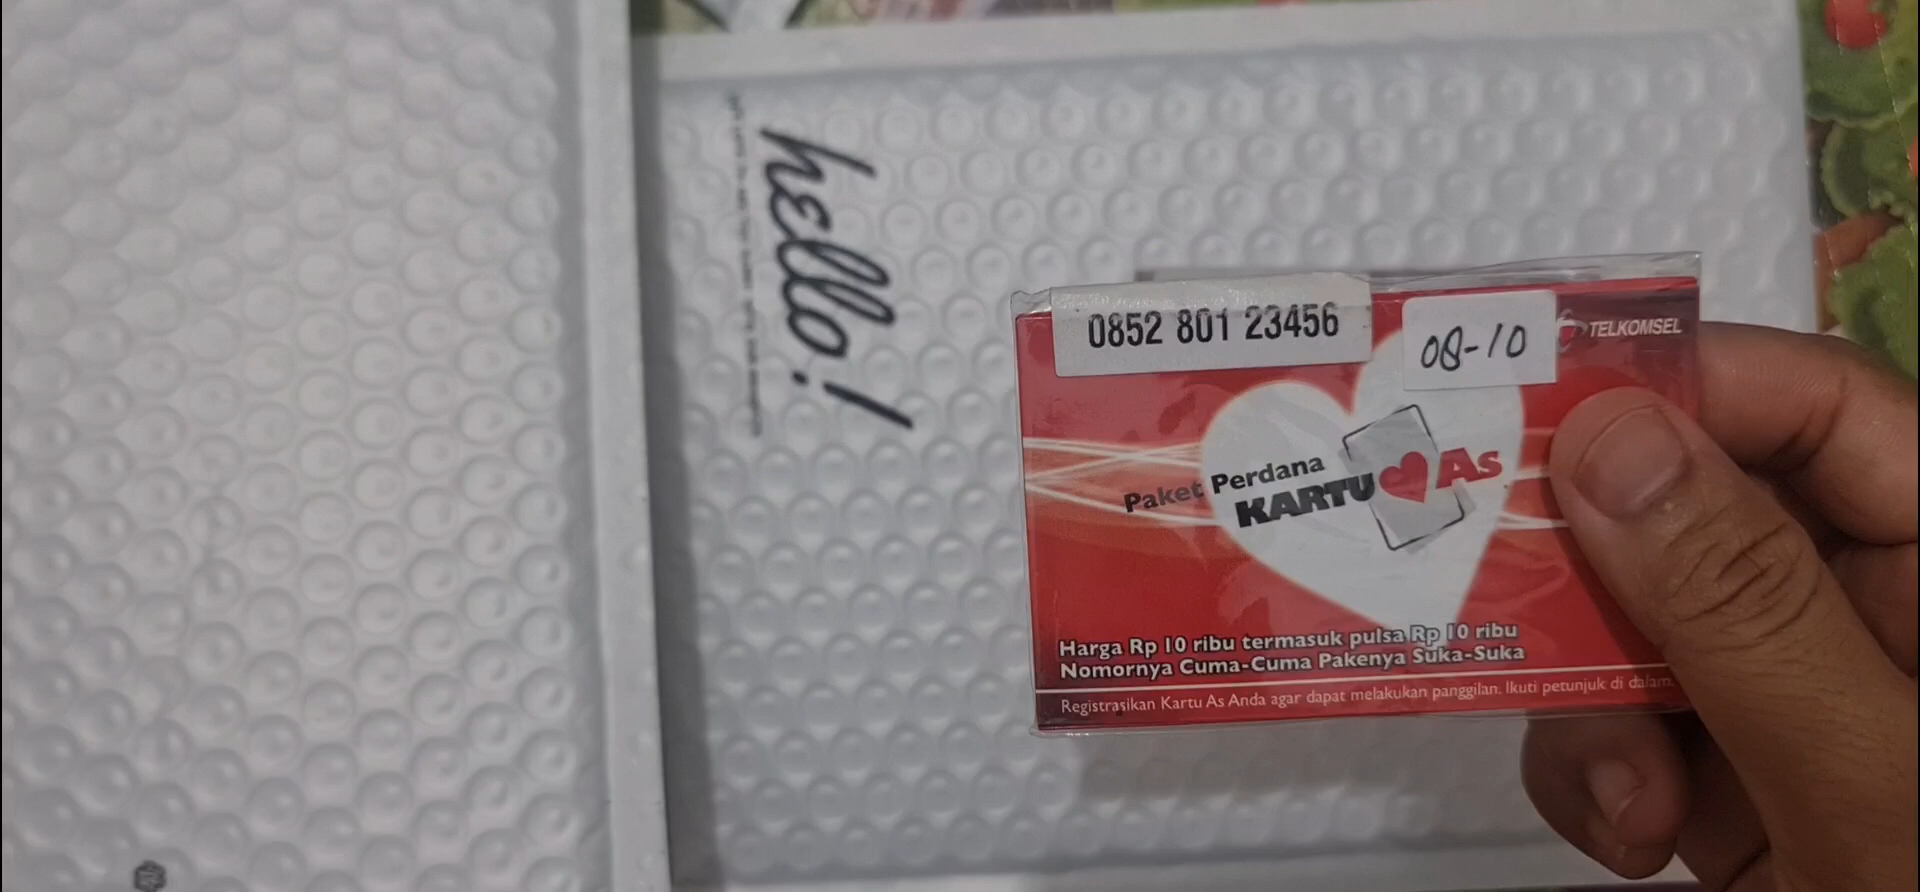 hello!
0852 801 23456
08-10
TELKOMSEL
Paket Perdana
KARTU As
Harga Rp 10 ribu termasuk pulsa Rp 10 ribu
Nomornya Cuma-Cuma Pakenya Suka-Suka
Registrasikan Kartu As Anda agar dapat melakukan panggilan. Ikuti petunjuk di dalam.